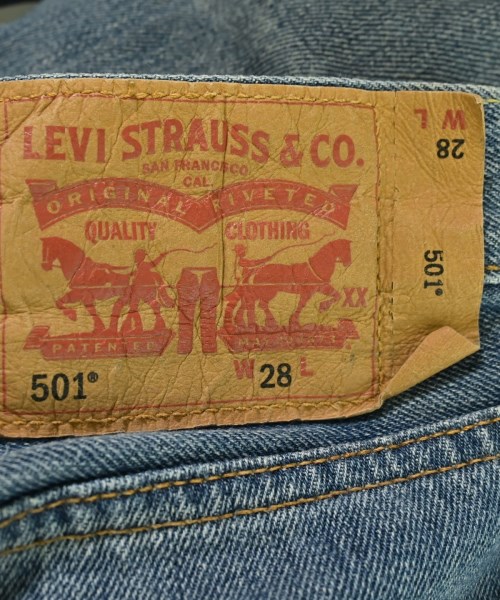 LEVI STRAUSS & CO.
SAN FRANCISCO
CAL.
ORIGINAL RIVETED
QUALITY CLOTHING
XX
PATENTED
W L
501® 28
W L
28
501®